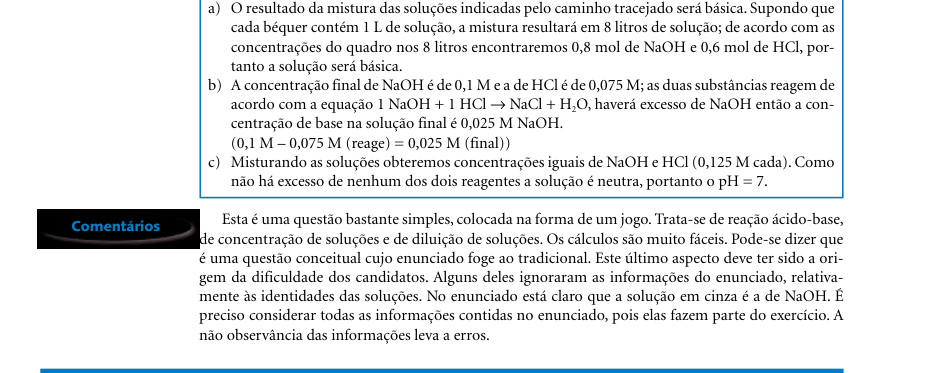 a) O resultado da mistura das soluções indicadas pelo caminho tracejado será básica. Supondo que
cada béquer contém 1 L de solução, a mistura resultará em 8 litros de solução; de acordo com as
concentrações do quadro nos 8 litros encontraremos 0,8 mol de NaOH e 0,6 mol de HCl, por-
tanto a solução será básica.
b) A concentração final de NaOH é de 0,1 M e a de HCl é de 0,075 M; as duas substâncias reagem de
acordo com a equação 1 NaOH + 1 HCl → NaCl + H₂O, haverá excesso de NaOH então a con-
centração de base na solução final é 0,025 M NaOH.
(0,1 M – 0,075 M (reage) = 0,025 M (final))
c) Misturando as soluções obteremos concentrações iguais de NaOH e HCl (0,125 M cada). Como
não há excesso de nenhum dos dois reagentes a solução é neutra, portanto o pH = 7.
Comentários
Esta é uma questão bastante simples, colocada na forma de um jogo. Trata-se de reação ácido-base,
de concentração de soluções e de diluição de soluções. Os cálculos são muito fáceis. Pode-se dizer que
é uma questão conceitual cujo enunciado foge ao tradicional. Este último aspecto deve ter sido a ori-
gem da dificuldade dos candidatos. Alguns deles ignoraram as informações do enunciado, relativa-
mente às identidades das soluções. No enunciado está claro que a solução em cinza é a de NaOH. É
preciso considerar todas as informações contidas no enunciado, pois elas fazem parte do exercício. A
não observância das informações leva a erros.